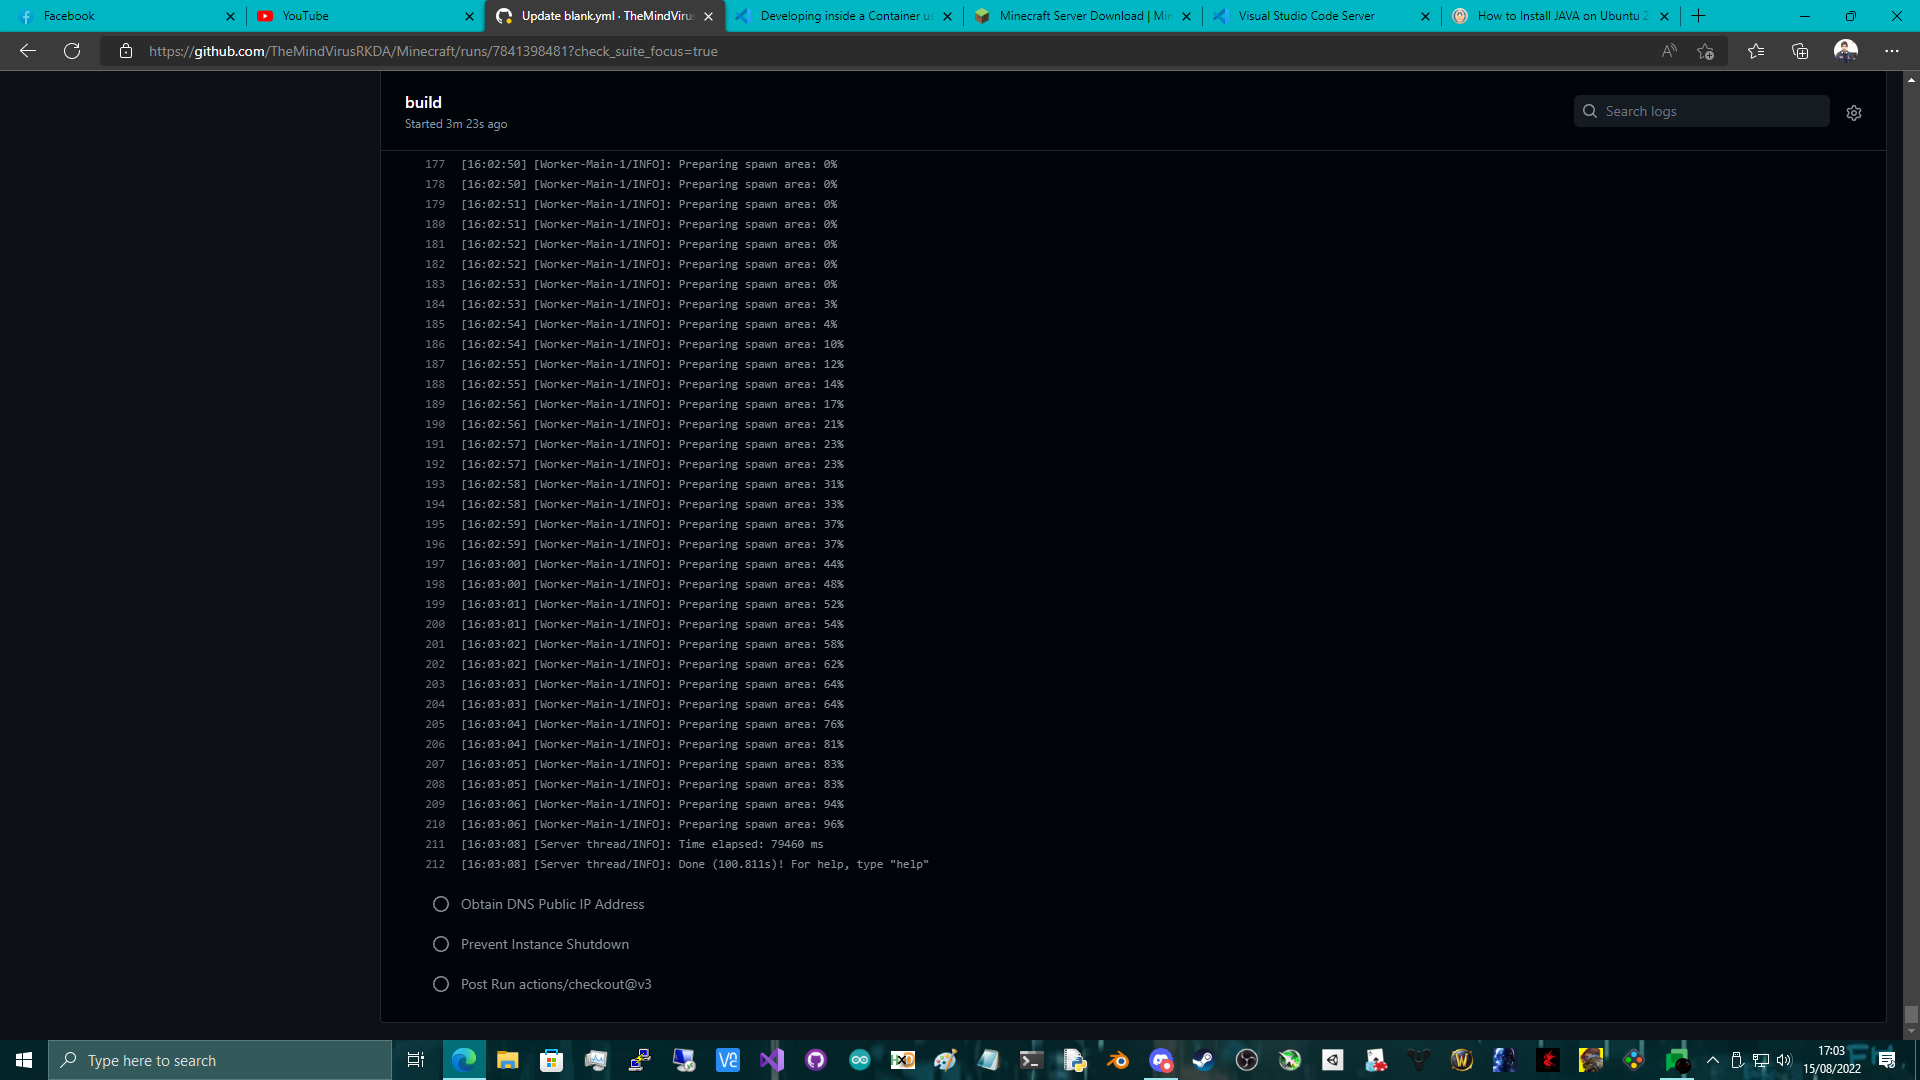 Facebook
YouTube
Update blank.yml · TheMindViru
Developing inside a Container u
Minecraft Server Download | Min
Visual Studio Code Server
How to Install JAVA on Ubuntu 2
https://github.com/TheMindVirusRKDA/Minecraft/runs/7841398481?check_suite_focus=true
build
Started 3m 23s ago
Search logs
177 [16:02:50] [Worker-Main-1/INFO]: Preparing spawn area: 0%
178 [16:02:50] [Worker-Main-1/INFO]: Preparing spawn area: 0%
179 [16:02:51] [Worker-Main-1/INFO]: Preparing spawn area: 0%
180 [16:02:51] [Worker-Main-1/INFO]: Preparing spawn area: 0%
181 [16:02:52] [Worker-Main-1/INFO]: Preparing spawn area: 0%
182 [16:02:52] [Worker-Main-1/INFO]: Preparing spawn area: 0%
183 [16:02:53] [Worker-Main-1/INFO]: Preparing spawn area: 0%
184 [16:02:53] [Worker-Main-1/INFO]: Preparing spawn area: 3%
185 [16:02:54] [Worker-Main-1/INFO]: Preparing spawn area: 4%
186 [16:02:54] [Worker-Main-1/INFO]: Preparing spawn area: 10%
187 [16:02:55] [Worker-Main-1/INFO]: Preparing spawn area: 12%
188 [16:02:55] [Worker-Main-1/INFO]: Preparing spawn area: 14%
189 [16:02:56] [Worker-Main-1/INFO]: Preparing spawn area: 17%
190 [16:02:56] [Worker-Main-1/INFO]: Preparing spawn area: 21%
191 [16:02:57] [Worker-Main-1/INFO]: Preparing spawn area: 23%
192 [16:02:57] [Worker-Main-1/INFO]: Preparing spawn area: 23%
193 [16:02:58] [Worker-Main-1/INFO]: Preparing spawn area: 31%
194 [16:02:58] [Worker-Main-1/INFO]: Preparing spawn area: 33%
195 [16:02:59] [Worker-Main-1/INFO]: Preparing spawn area: 37%
196 [16:02:59] [Worker-Main-1/INFO]: Preparing spawn area: 37%
197 [16:03:00] [Worker-Main-1/INFO]: Preparing spawn area: 44%
198 [16:03:00] [Worker-Main-1/INFO]: Preparing spawn area: 48%
199 [16:03:01] [Worker-Main-1/INFO]: Preparing spawn area: 52%
200 [16:03:01] [Worker-Main-1/INFO]: Preparing spawn area: 54%
201 [16:03:02] [Worker-Main-1/INFO]: Preparing spawn area: 58%
202 [16:03:02] [Worker-Main-1/INFO]: Preparing spawn area: 62%
203 [16:03:03] [Worker-Main-1/INFO]: Preparing spawn area: 64%
204 [16:03:03] [Worker-Main-1/INFO]: Preparing spawn area: 64%
205 [16:03:04] [Worker-Main-1/INFO]: Preparing spawn area: 76%
206 [16:03:04] [Worker-Main-1/INFO]: Preparing spawn area: 81%
207 [16:03:05] [Worker-Main-1/INFO]: Preparing spawn area: 83%
208 [16:03:05] [Worker-Main-1/INFO]: Preparing spawn area: 83%
209 [16:03:06] [Worker-Main-1/INFO]: Preparing spawn area: 94%
210 [16:03:06] [Worker-Main-1/INFO]: Preparing spawn area: 96%
211 [16:03:08] [Server thread/INFO]: Time elapsed: 79460 ms
212 [16:03:08] [Server thread/INFO]: Done (100.811s)! For help, type "help"
Obtain DNS Public IP Address
Prevent Instance Shutdown
Post Run actions/checkout@v3
Type here to search
17:03
15/08/2022